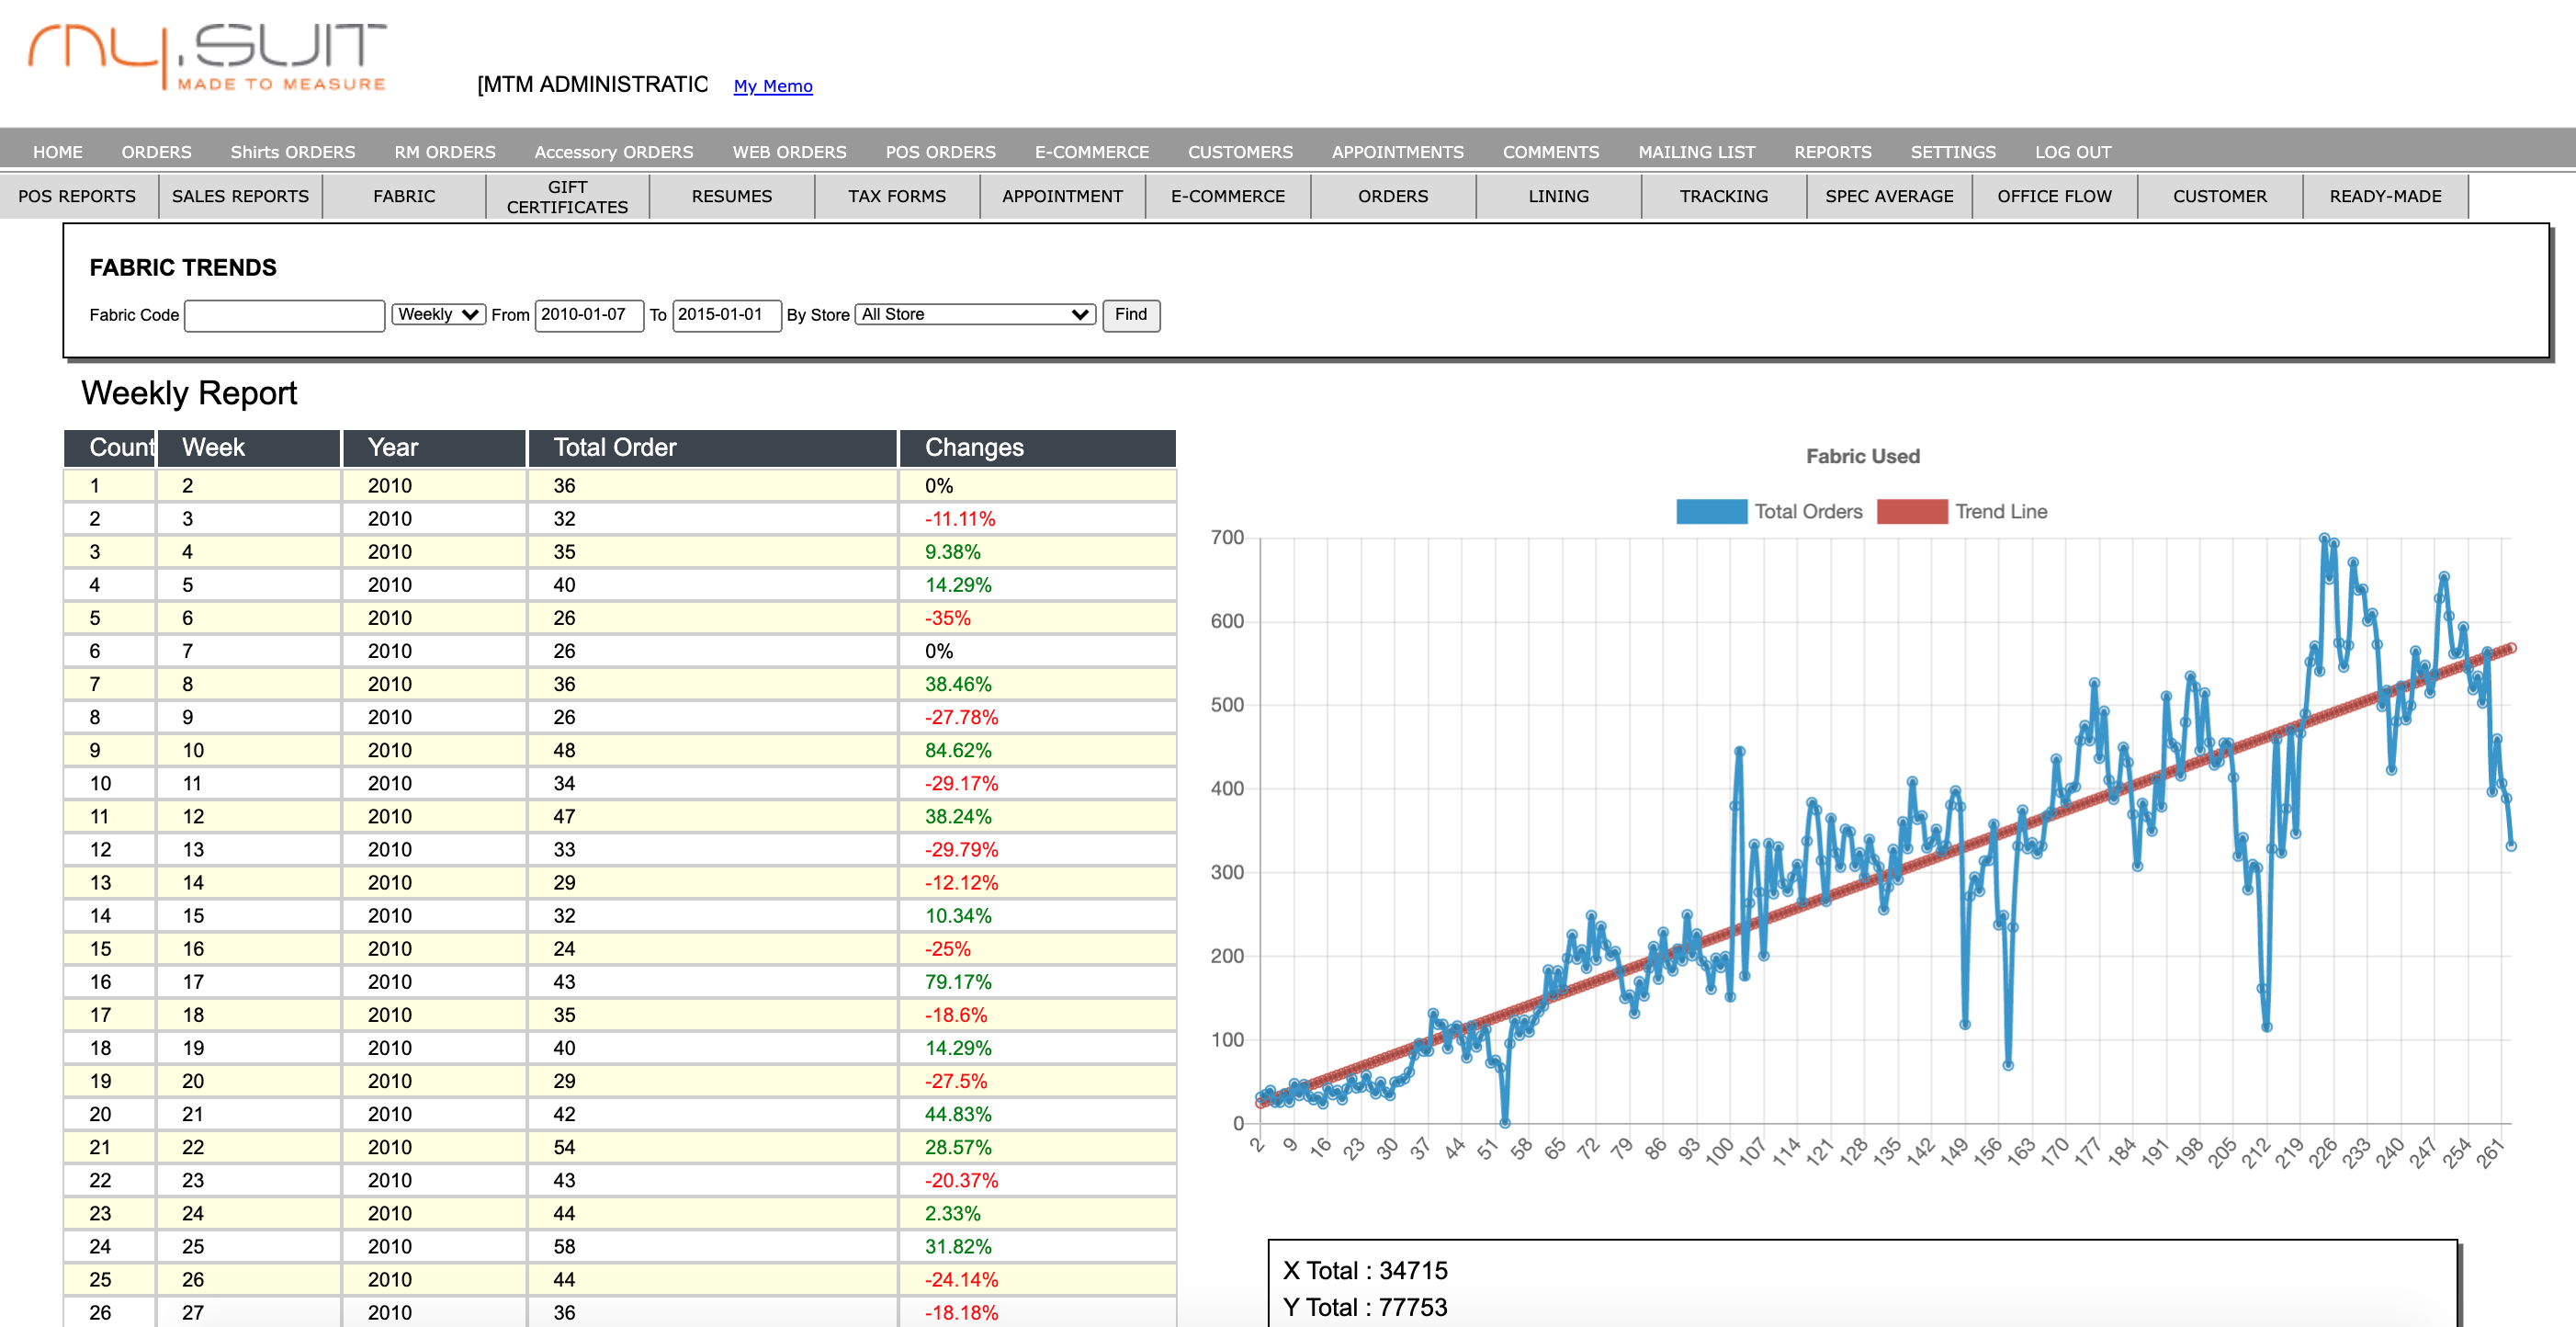 my.SUIT
MADE TO MEASURE
[MTM ADMINISTRATIC My Memo
HOME ORDERS Shirts ORDERS RM ORDERS Accessory ORDERS WEB ORDERS POS ORDERS E-COMMERCE CUSTOMERS APPOINTMENTS COMMENTS MAILING LIST REPORTS SETTINGS LOG OUT
POS REPORTS SALES REPORTS FABRIC GIFT CERTIFICATES RESUMES TAX FORMS APPOINTMENT E-COMMERCE ORDERS LINING TRACKING SPEC AVERAGE OFFICE FLOW CUSTOMER READY-MADE
FABRIC TRENDS
Fabric Code Weekly From 2010-01-07 To 2015-01-01 By Store All Store Find
Weekly Report
Count Week Year Total Order Changes
1 2 2010 36 0%
2 3 2010 32 -11.11%
3 4 2010 35 9.38%
4 5 2010 40 14.29%
5 6 2010 26 -35%
6 7 2010 26 0%
7 8 2010 36 38.46%
8 9 2010 26 -27.78%
9 10 2010 48 84.62%
10 11 2010 34 -29.17%
11 12 2010 47 38.24%
12 13 2010 33 -29.79%
13 14 2010 29 -12.12%
14 15 2010 32 10.34%
15 16 2010 24 -25%
16 17 2010 43 79.17%
17 18 2010 35 -18.6%
18 19 2010 40 14.29%
19 20 2010 29 -27.5%
20 21 2010 42 44.83%
21 22 2010 54 28.57%
22 23 2010 43 -20.37%
23 24 2010 44 2.33%
24 25 2010 58 31.82%
25 26 2010 44 -24.14%
26 27 2010 36 -18.18%
Fabric Used
Total Orders Trend Line
700
600
500
400
300
200
100
0
2 9 16 23 30 37 44 51 58 65 72 79 86 93 100 107 114 121 128 135 142 149 156 163 170 177 184 191 198 205 212 219 226 233 240 247 254 261
X Total : 34715
Y Total : 77753